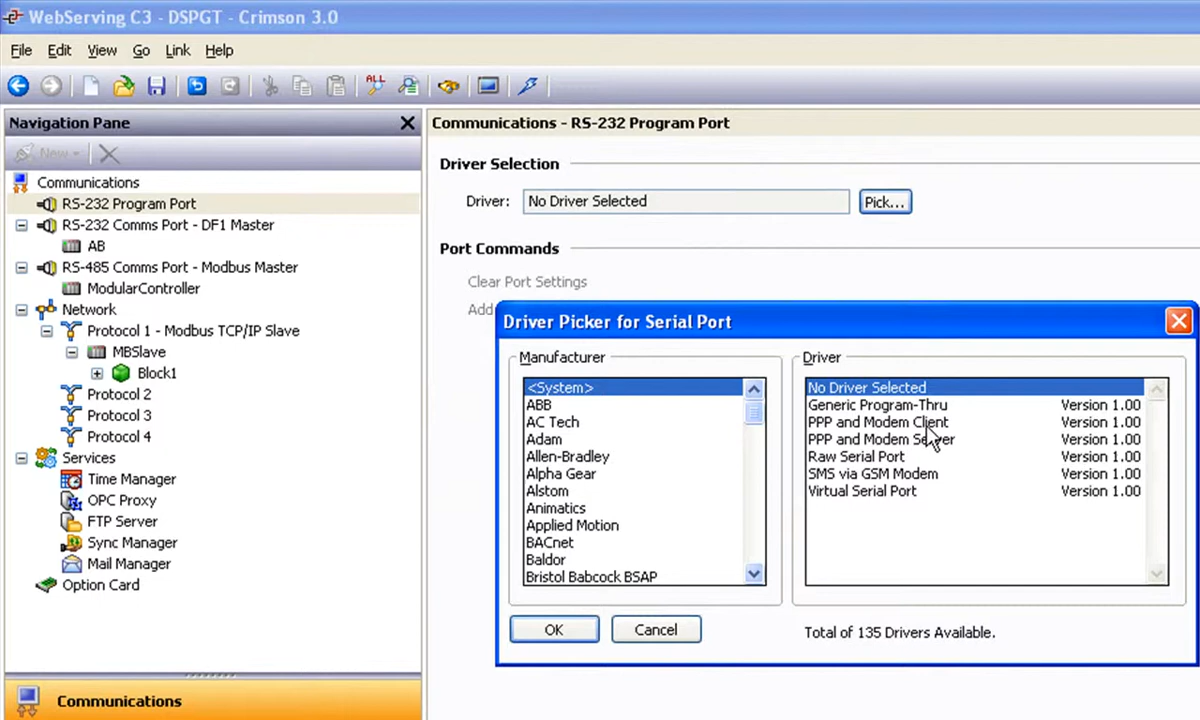 WebServing C3 - DSPGT - Crimson 3.0
File Edit View Go Link Help
ALL
Navigation Pane
New
Communications
RS-232 Program Port
RS-232 Comms Port - DF1 Master
AB
RS-485 Comms Port - Modbus Master
ModularController
Network
Protocol 1 - Modbus TCP/IP Slave
MBSlave
Block1
Protocol 2
Protocol 3
Protocol 4
Services
Time Manager
OPC Proxy
FTP Server
Sync Manager
Mail Manager
Option Card
Communications
Communications - RS-232 Program Port
Driver Selection
Driver: No Driver Selected Pick...
Port Commands
Clear Port Settings
Add
Driver Picker for Serial Port
Manufacturer
<System>
ABB
AC Tech
Adam
Allen-Bradley
Alpha Gear
Alstom
Animatics
Applied Motion
BACnet
Baldor
Bristol Babcock BSAP
Driver
No Driver Selected
Generic Program-Thru Version 1.00
PPP and Modem Client Version 1.00
PPP and Modem Server Version 1.00
Raw Serial Port Version 1.00
SMS via GSM Modem Version 1.00
Virtual Serial Port Version 1.00
OK Cancel
Total of 135 Drivers Available.